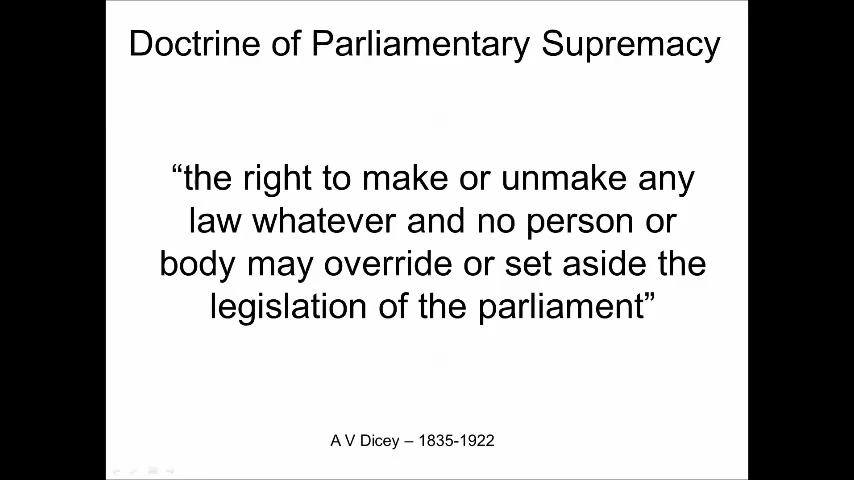 Doctrine of Parliamentary Supremacy
“the right to make or unmake any
law whatever and no person or
body may override or set aside the
legislation of the parliament”
A V Dicey – 1835-1922